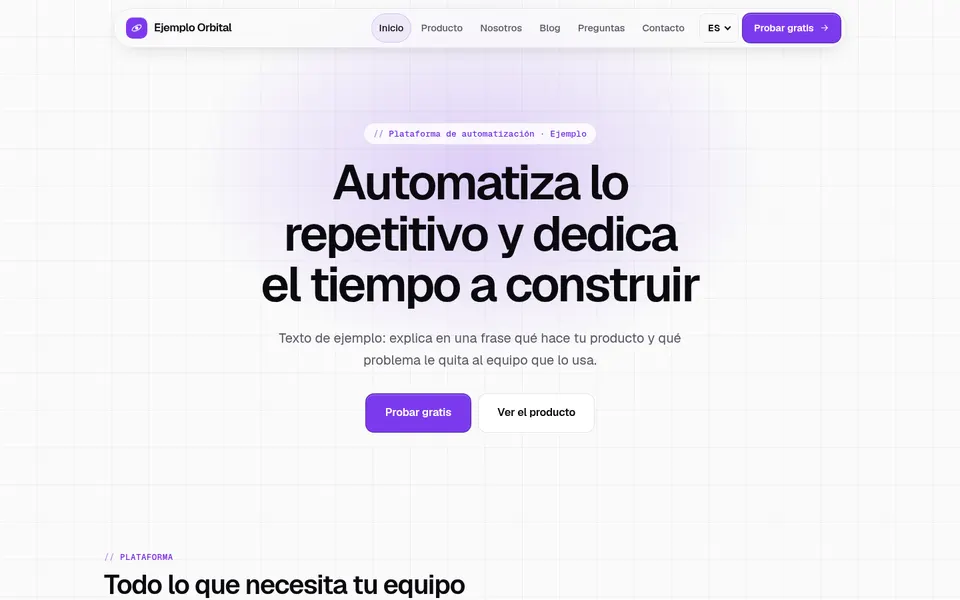 Ejemplo Orbital
Inicio
Producto
Nosotros
Blog
Preguntas
Contacto
ES
Probar gratis →
// Plataforma de automatización · Ejemplo
Automatiza lo
repetitivo y dedica
el tiempo a construir
Texto de ejemplo: explica en una frase qué hace tu producto y qué
problema le quita al equipo que lo usa.
Probar gratis
Ver el producto
// PLATAFORMA
Todo lo que necesita tu equipo